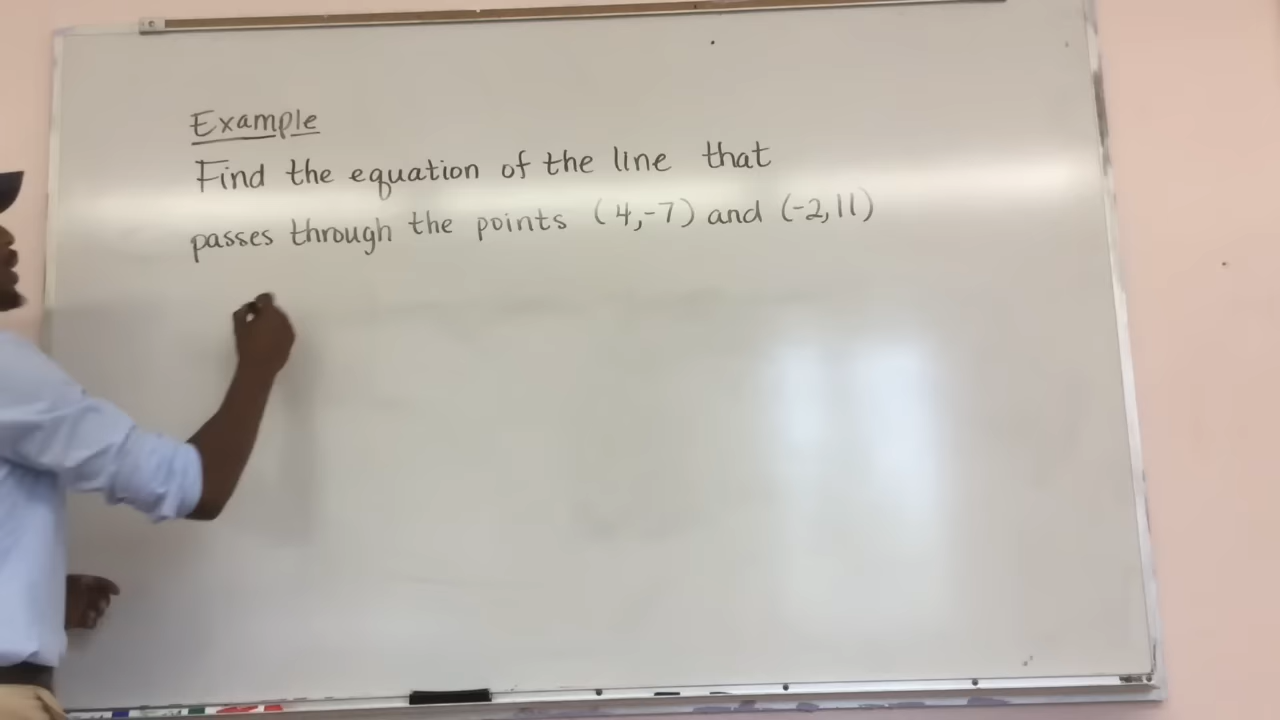 Example
Find the equation of the line that
passes through the points (4,-7) and (-2,11)